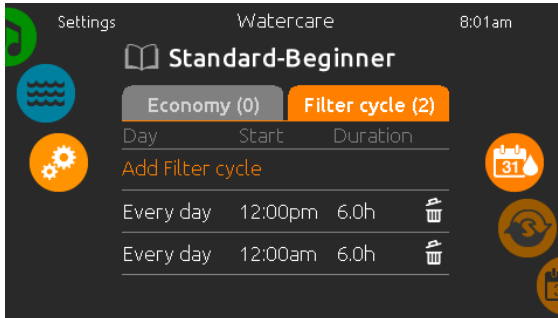 Settings Watercare 8:01am
Standard-Beginner
Economy (0) Filter cycle (2)
Day Start Duration
Add Filter cycle
31
Every day 12:00pm 6.0h
Every day 12:00am 6.0h